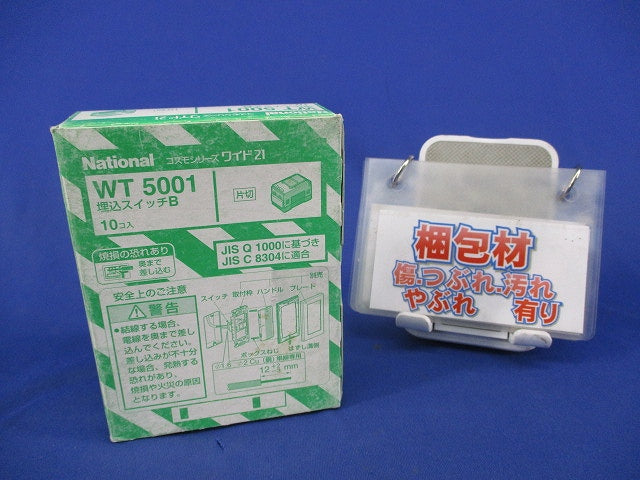 WT 5001
National
National コスモシリーズ ワイド21
WT 5001
埋込スイッチB
10コ入
片切
JIS Q 1000に基づき
JIS C 8304に適合
焼損の恐れあり
奥まで
差し込む
安全上のご注意
警告
●結線する場合、
電線を奥まで差し
込んでください。
差し込みが不十分
な場合、発熱する
恐れがあり、
焼損や火災の原因
となります。
別売
スイッチ 取付枠 ハンドル プレート
ボックスねじ
はずし溝側
12 mm
梱包材
傷・つぶれ・汚れ
やぶれ 有り